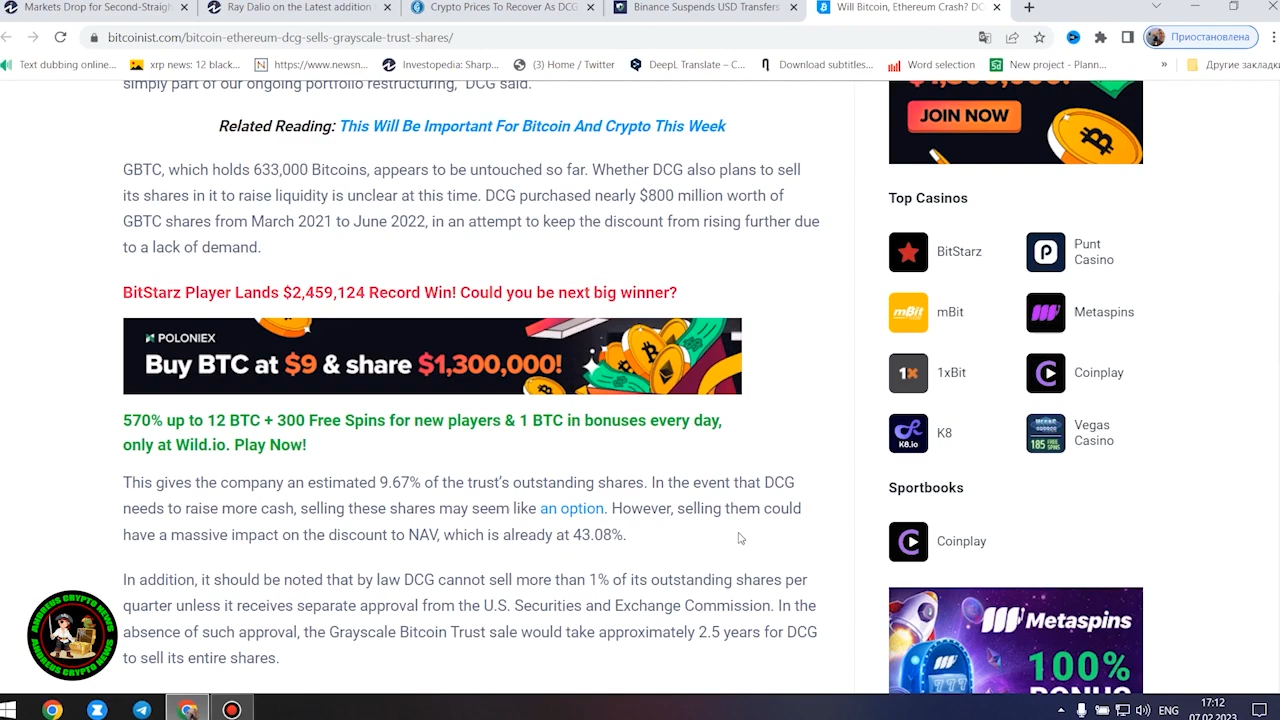 Markets Drop for Second-Straigh
Ray Dalio on the Latest addition
Crypto Prices To Recover As DCG
Binance Suspends USD Transfers
Will Bitcoin, Ethereum Crash? DC
bitcoinist.com/bitcoin-ethereum-dcg-sells-grayscale-trust-shares/
Приостановлена
Text dubbing online...
xrp news: 12 black...
https://www.newsn...
Investopedia: Sharp...
(3) Home / Twitter
DeepL Translate – C...
Download subtitles...
Word selection
New project - Plann...
»
Другие закладки
simply part of our ongoing portfolio restructuring," DCG said.
Related Reading: This Will Be Important For Bitcoin And Crypto This Week
GBTC, which holds 633,000 Bitcoins, appears to be untouched so far. Whether DCG also plans to sell
its shares in it to raise liquidity is unclear at this time. DCG purchased nearly $800 million worth of
GBTC shares from March 2021 to June 2022, in an attempt to keep the discount from rising further due
to a lack of demand.
BitStarz Player Lands $2,459,124 Record Win! Could you be next big winner?
POLONIEX
Buy BTC at $9 & share $1,300,000!
570% up to 12 BTC + 300 Free Spins for new players & 1 BTC in bonuses every day,
only at Wild.io. Play Now!
This gives the company an estimated 9.67% of the trust's outstanding shares. In the event that DCG
needs to raise more cash, selling these shares may seem like an option. However, selling them could
have a massive impact on the discount to NAV, which is already at 43.08%.
In addition, it should be noted that by law DCG cannot sell more than 1% of its outstanding shares per
quarter unless it receives separate approval from the U.S. Securities and Exchange Commission. In the
absence of such approval, the Grayscale Bitcoin Trust sale would take approximately 2.5 years for DCG
to sell its entire shares.
JOIN NOW
Top Casinos
BitStarz
Punt
Casino
mBit
mBit
Metaspins
1x
1xBit
Coinplay
K8.io
K8
185 FREE
SPINS
Vegas
Casino
Sportbooks
Coinplay
Metaspins
777
100%
BONUS
ANDREUS CRYPTO NEWS
ANDREUS CRYPTO NEWS
ENG
17:12
07.02.2023